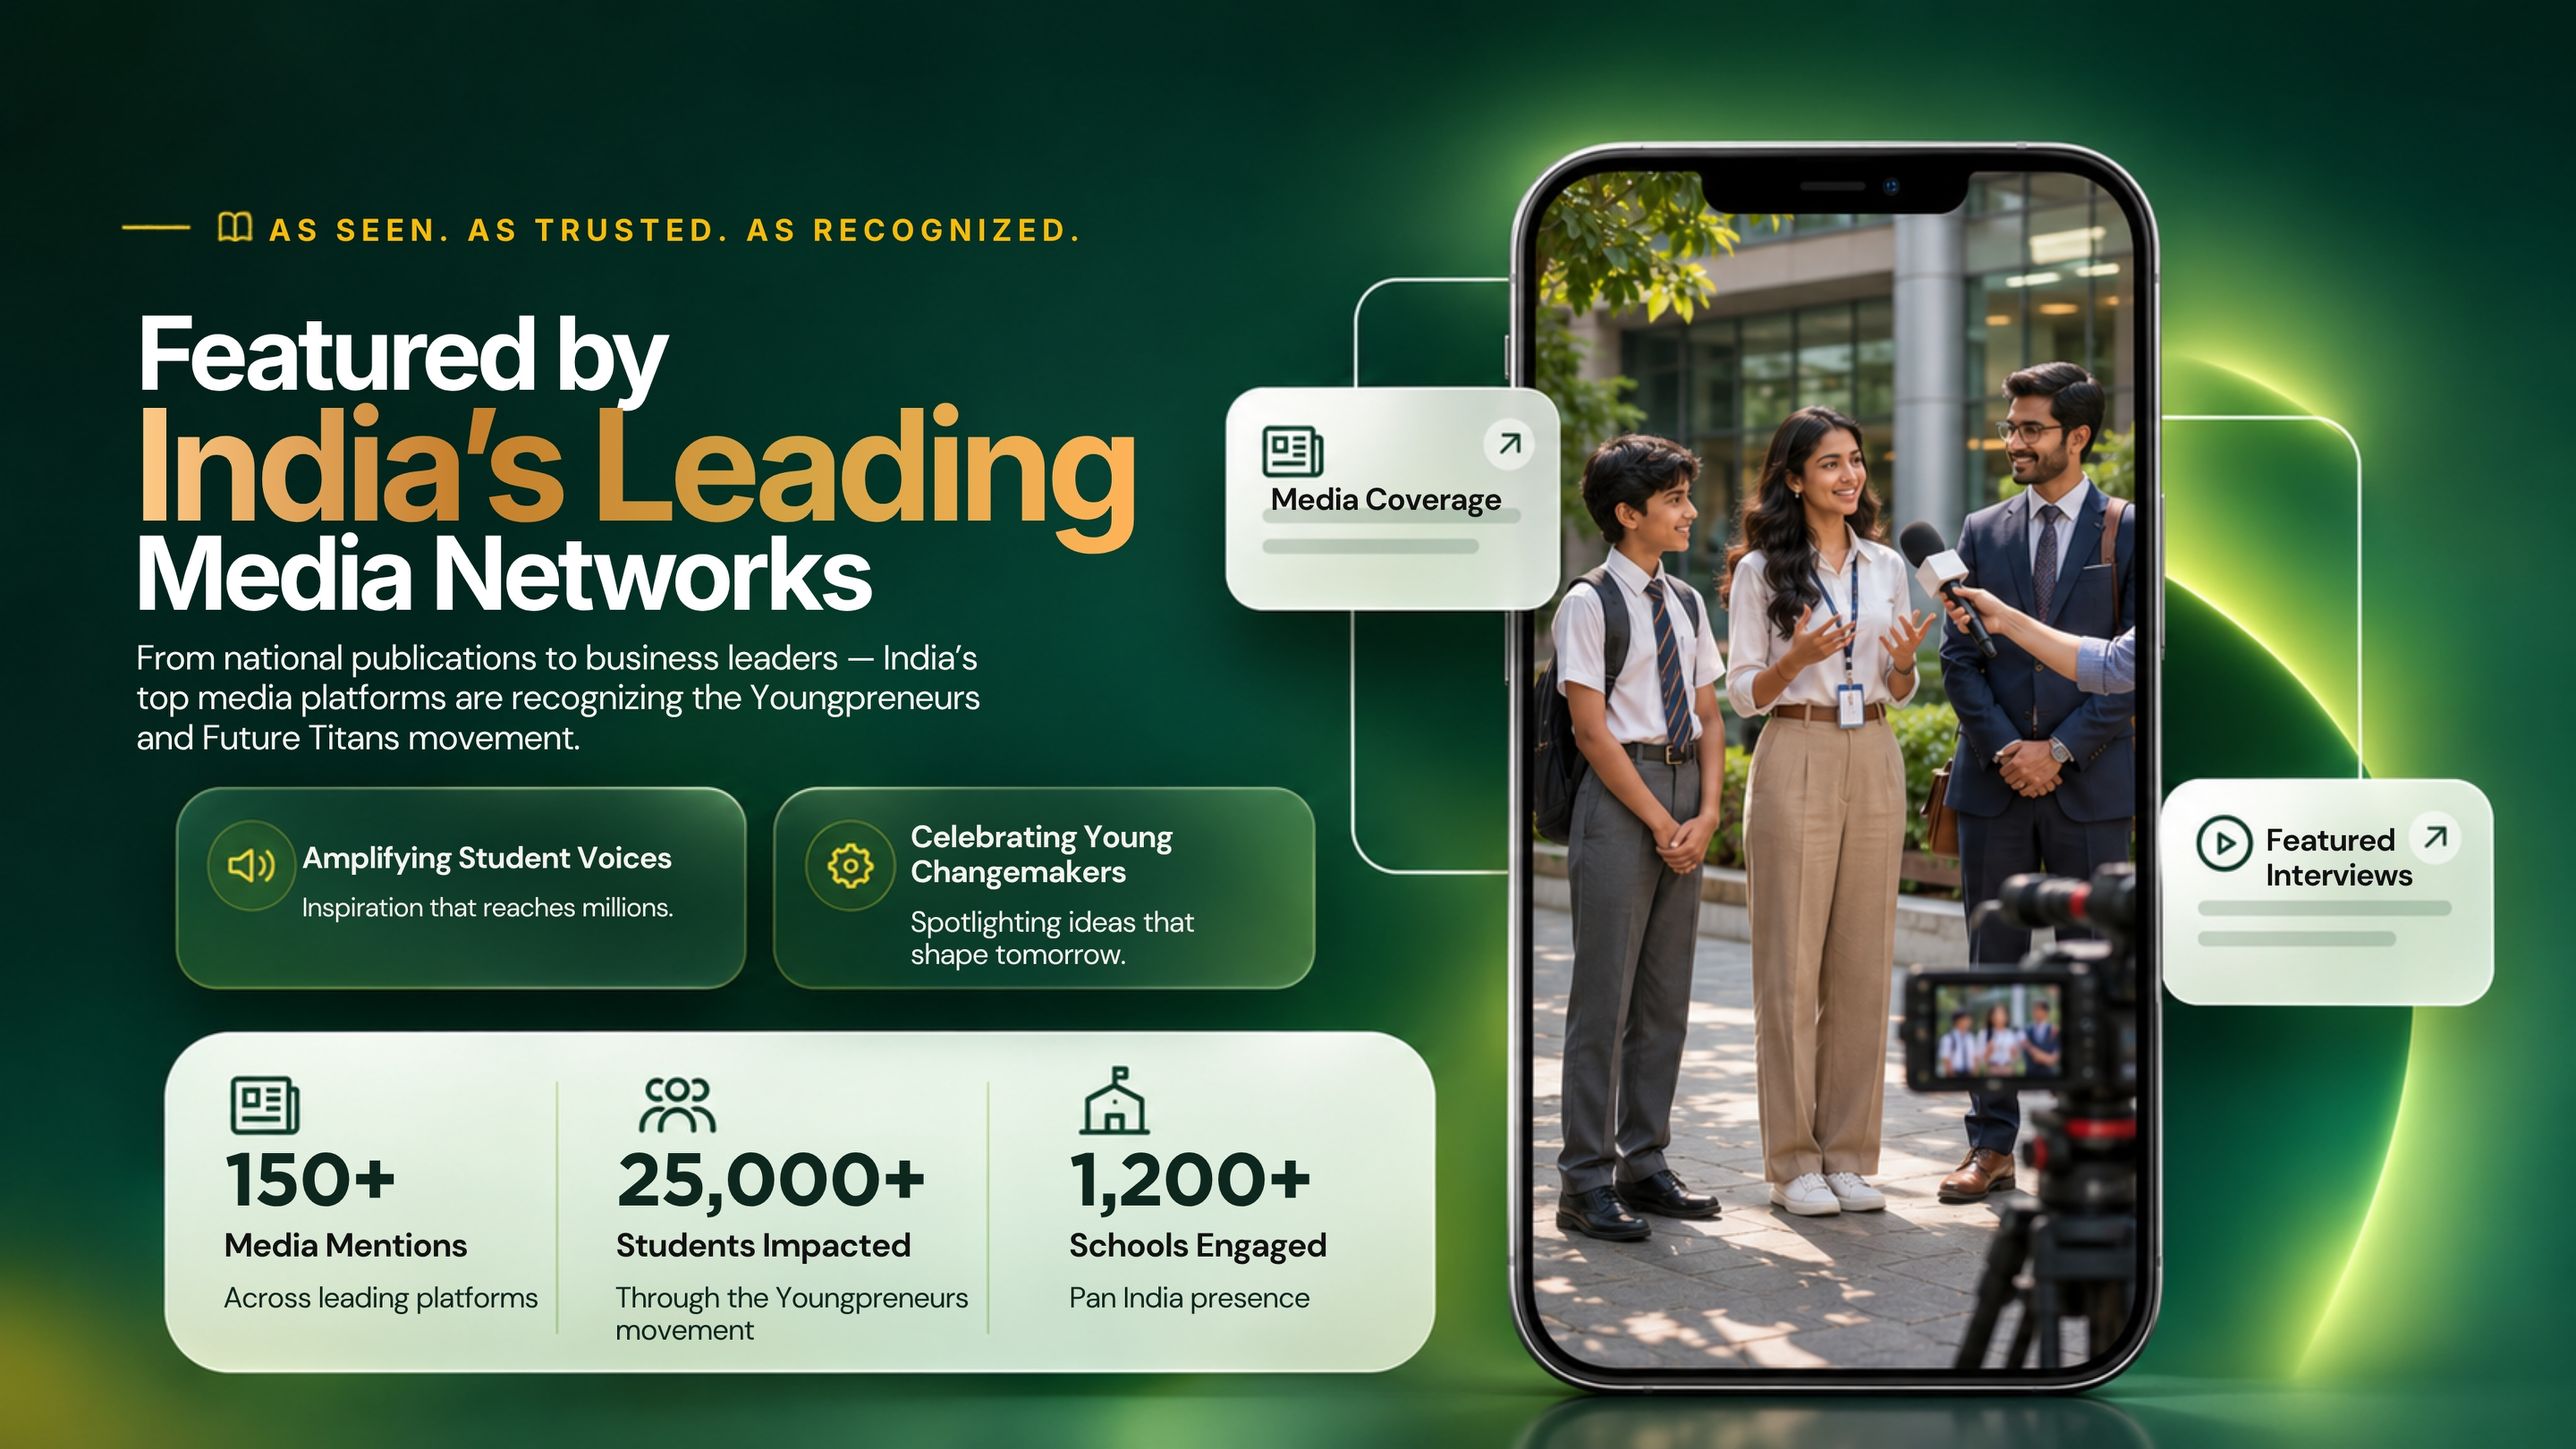 AS SEEN. AS TRUSTED. AS RECOGNIZED.
Featured by
India’s Leading
Media Networks
From national publications to business leaders — India’s
top media platforms are recognizing the Youngpreneurs
and Future Titans movement.
Amplifying Student Voices
Inspiration that reaches millions.
Celebrating Young
Changemakers
Spotlighting ideas that
shape tomorrow.
150+
Media Mentions
Across leading platforms
25,000+
Students Impacted
Through the Youngpreneurs
movement
1,200+
Schools Engaged
Pan India presence
Media Coverage
Featured
Interviews